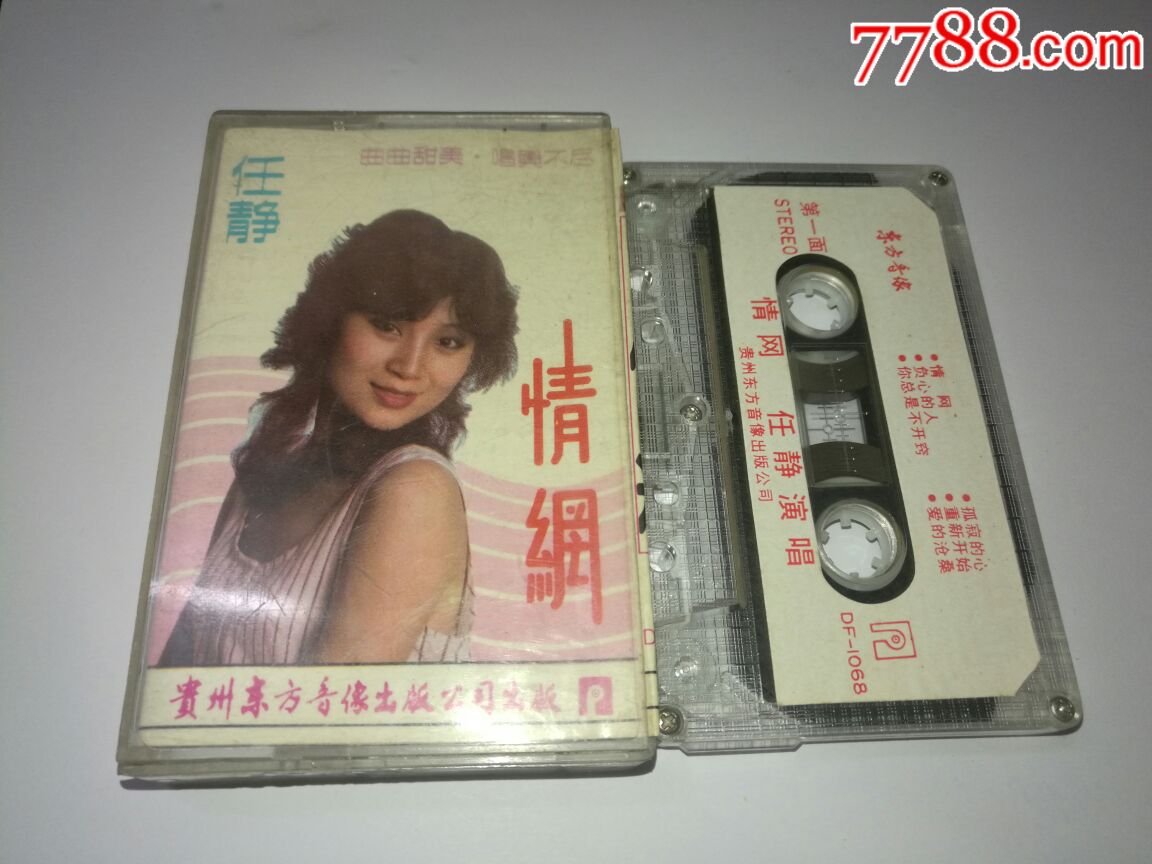 7788.com
任静
曲曲甜美·唱奏不尽
情網
貴州东方音像出版公司出版
东方音像
第一面
STEREO
情网 任静演唱
贵州东方音像出版公司
•情 网
•负心的人
•你总是不开窍
•孤寂的心
•重新开始
•爱的沧桑
DF-1068